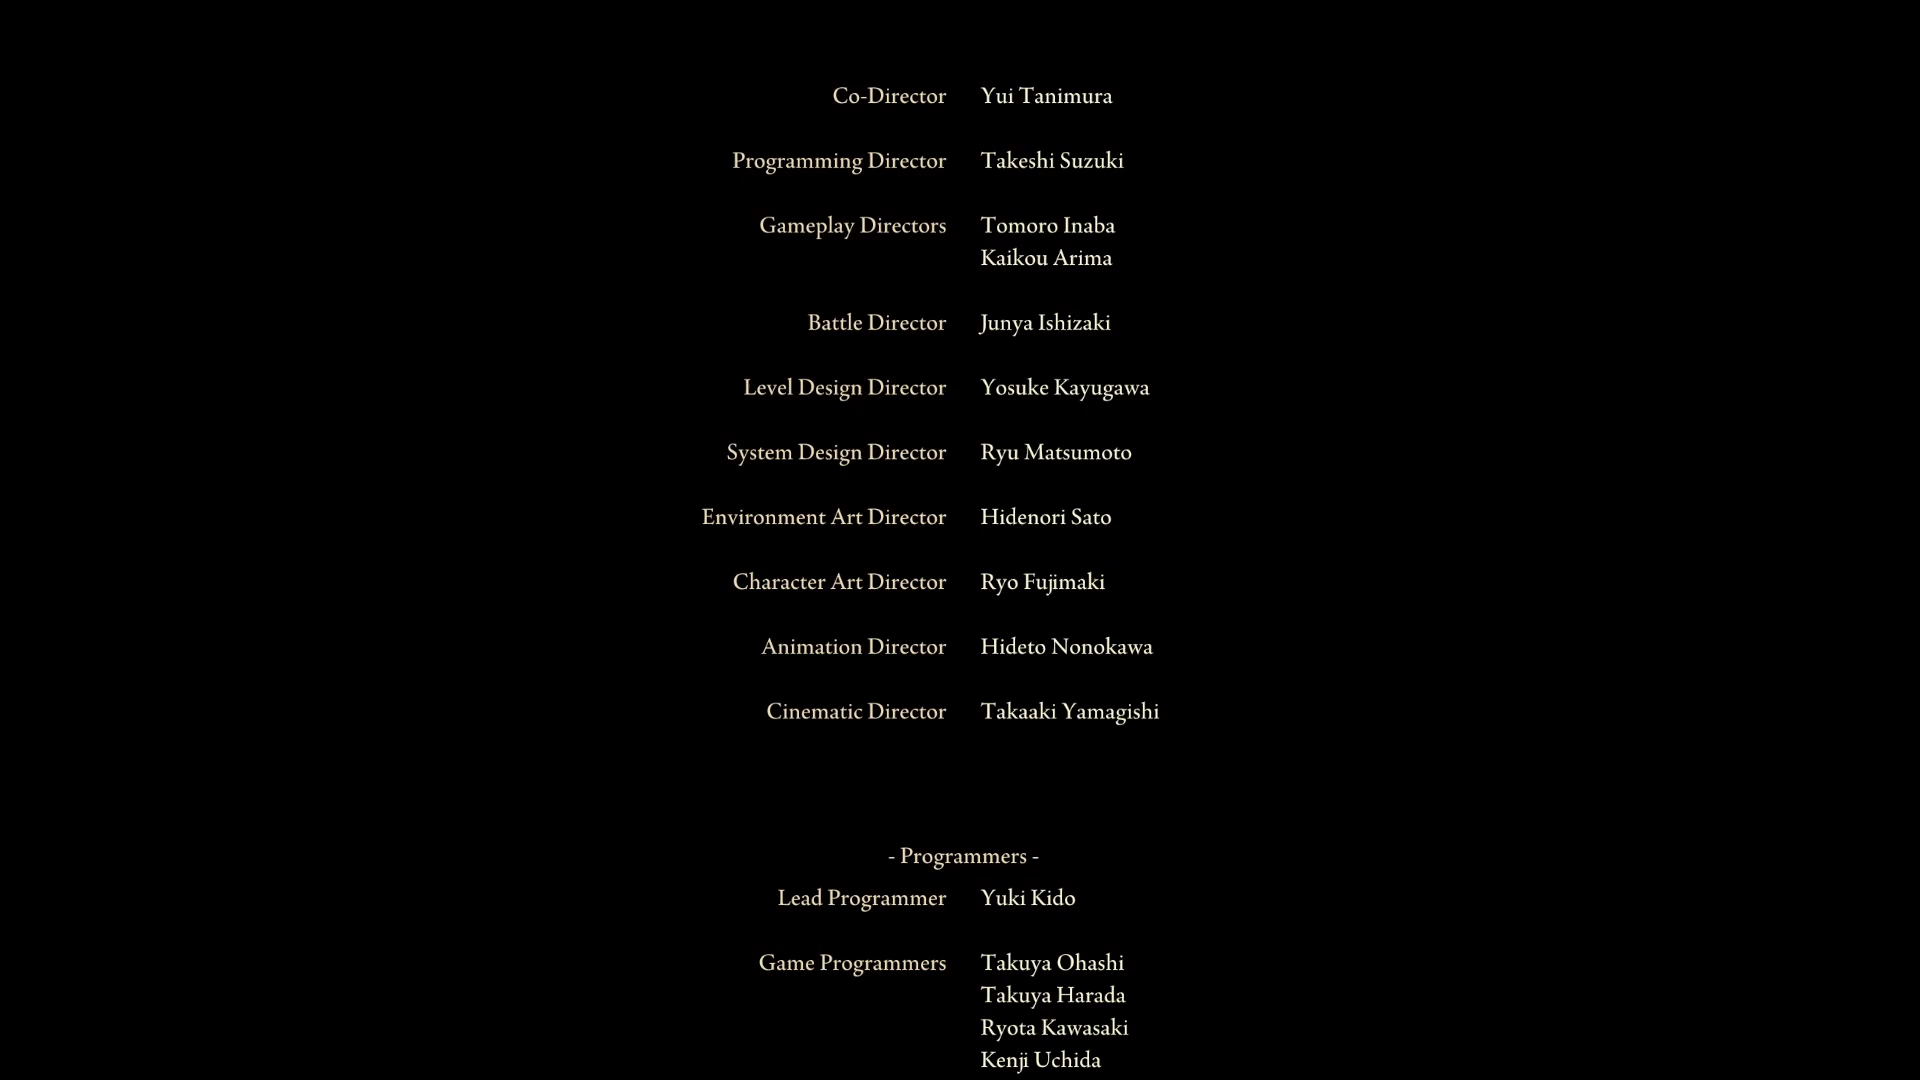 Co-Director Yui Tanimura
Programming Director Takeshi Suzuki
Gameplay Directors Tomoro Inaba
Kaikou Arima
Battle Director Junya Ishizaki
Level Design Director Yosuke Kayugawa
System Design Director Ryu Matsumoto
Environment Art Director Hidenori Sato
Character Art Director Ryo Fujimaki
Animation Director Hideto Nonokawa
Cinematic Director Takaaki Yamagishi
- Programmers -
Lead Programmer Yuki Kido
Game Programmers Takuya Ohashi
Takuya Harada
Ryota Kawasaki
Kenji Uchida